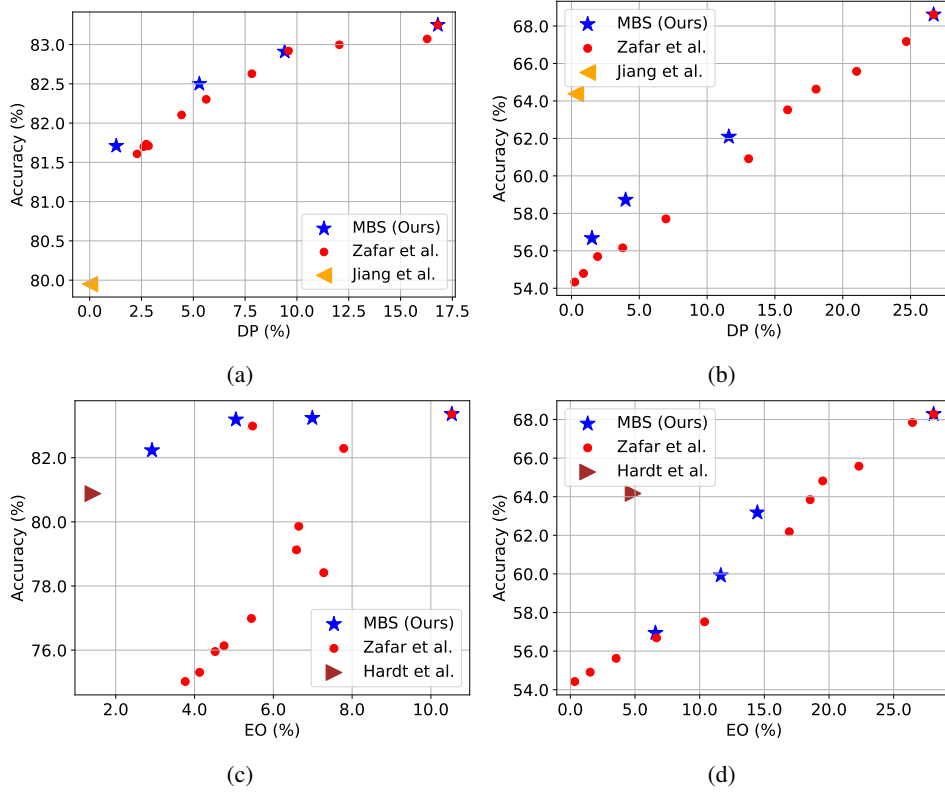 83.0
82.5
82.0
81.5
81.0
80.5
80.0
Accuracy (%)
MBS (Ours)
Zafar et al.
Jiang et al.
0.0 2.5 5.0 7.5 10.0 12.5 15.0 17.5
DP (%)
(a)
68.0
66.0
64.0
62.0
60.0
58.0
56.0
54.0
Accuracy (%)
MBS (Ours)
Zafar et al.
Jiang et al.
0.0 5.0 10.0 15.0 20.0 25.0
DP (%)
(b)
82.0
80.0
78.0
76.0
Accuracy (%)
MBS (Ours)
Zafar et al.
Hardt et al.
2.0 4.0 6.0 8.0 10.0
EO (%)
(c)
68.0
66.0
64.0
62.0
60.0
58.0
56.0
54.0
Accuracy (%)
MBS (Ours)
Zafar et al.
Hardt et al.
0.0 5.0 10.0 15.0 20.0 25.0
EO (%)
(d)